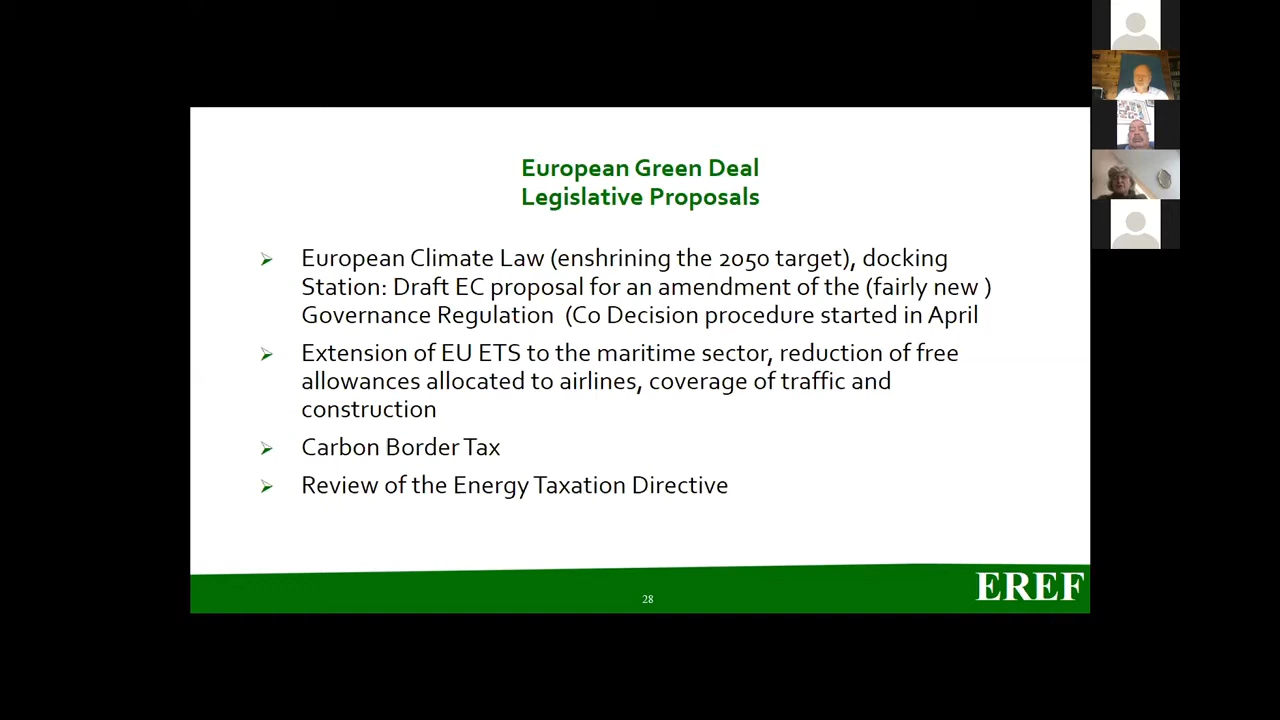 European Green Deal
Legislative Proposals
European Climate Law (enshrining the 2050 target), docking
Station: Draft EC proposal for an amendment of the (fairly new )
Governance Regulation  (Co Decision procedure started in April
Extension of EU ETS to the maritime sector, reduction of free
allowances allocated to airlines, coverage of traffic and
construction
Carbon Border Tax
Review of the Energy Taxation Directive
28
EREF